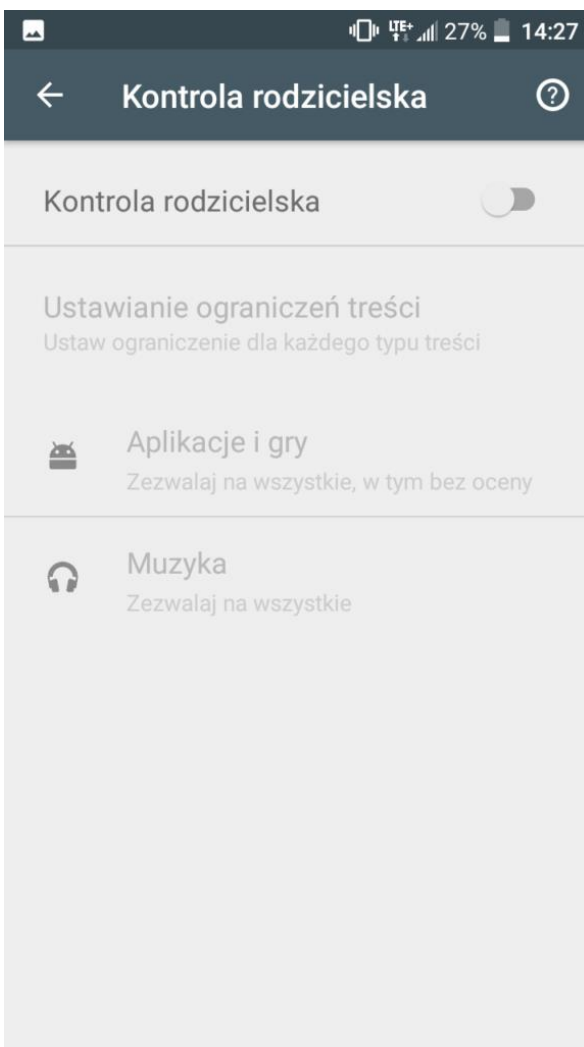 LTE+ 27% 14:27
Kontrola rodzicielska
Kontrola rodzicielska
Ustawianie ograniczeń treści
Ustaw ograniczenie dla każdego typu treści
Aplikacje i gry
Zezwalaj na wszystkie, w tym bez oceny
Muzyka
Zezwalaj na wszystkie